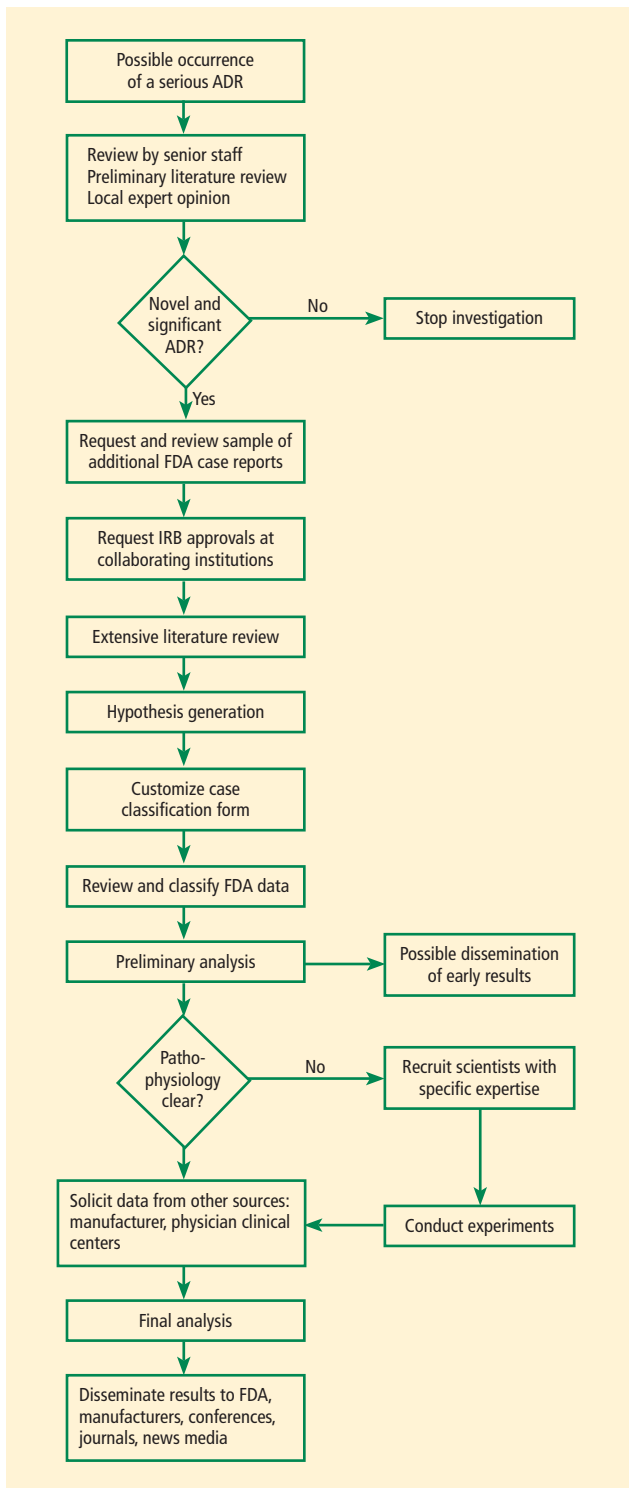 Possible occurrence
of a serious ADR
Review by senior staff
Preliminary literature review
Local expert opinion
Novel and
significant
ADR?
No
Stop investigation
Yes
Request and review sample of
additional FDA case reports
Request IRB approvals at
collaborating institutions
Extensive literature review
Hypothesis generation
Customize case
classification form
Review and classify FDA data
Preliminary analysis
Possible dissemination
of early results
Patho-
physiology
clear?
No
Recruit scientists with
specific expertise
Solicit data from other sources:
manufacturer, physician clinical
centers
Conduct experiments
Final analysis
Disseminate results to FDA,
manufacturers, conferences,
journals, news media